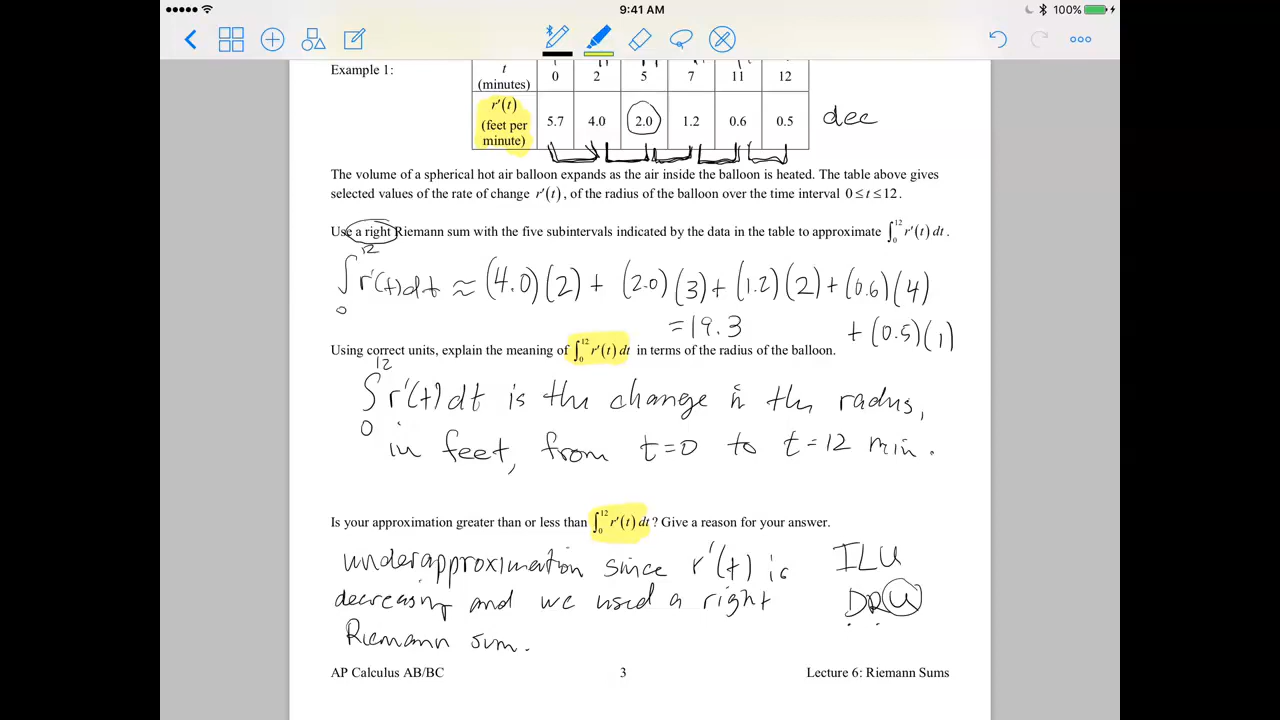 9:41 AM
100%
Example 1:
t (minutes) 0 2 5 7 11 12
r'(t) (feet per minute) 5.7 4.0 2.0 1.2 0.6 0.5 dec
The volume of a spherical hot air balloon expands as the air inside the balloon is heated. The table above gives
selected values of the rate of change r'(t), of the radius of the balloon over the time interval 0 ≤ t ≤ 12.
Use a right Riemann sum with the five subintervals indicated by the data in the table to approximate ∫₀¹² r'(t) dt.
∫₀¹² r'(t)dt ≈ (4.0)(2) + (2.0)(3) + (1.2)(2) + (0.6)(4)
+ (0.5)(1)
= 19.3
Using correct units, explain the meaning of ∫₀¹² r'(t) dt in terms of the radius of the balloon.
∫₀¹² r'(t)dt is the change in the radus,
in feet, from t=0 to t=12 min.
Is your approximation greater than or less than ∫₀¹² r'(t) dt? Give a reason for your answer.
underapproximation since r'(t) is
decreasing and we used a right
Riemann sum.
ILU
DRU
AP Calculus AB/BC 3 Lecture 6: Riemann Sums